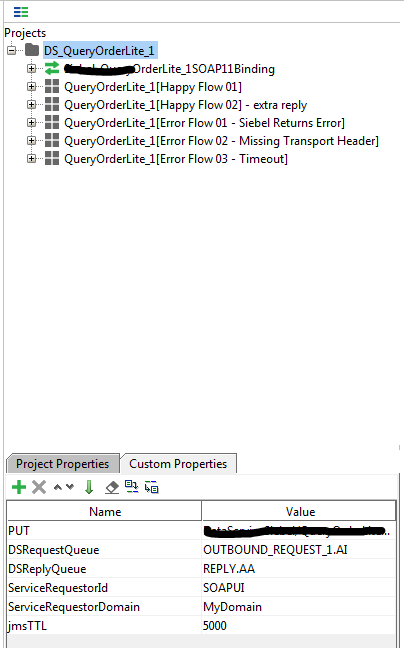 Projects
DS_QueryOrderLite_1
QueryOrderLite_1SOAP11Binding
QueryOrderLite_1[Happy Flow 01]
QueryOrderLite_1[Happy Flow 02] - extra reply
QueryOrderLite_1[Error Flow 01 - Siebel Returns Error]
QueryOrderLite_1[Error Flow 02 - Missing Transport Header]
QueryOrderLite_1[Error Flow 03 - Timeout]
Project Properties Custom Properties
Name Value
PUT
DSRequestQueue OUTBOUND_REQUEST_1.AI
DSReplyQueue REPLY.AA
ServiceRequestorId SOAPUI
ServiceRequestorDomain MyDomain
jmsTTL 5000